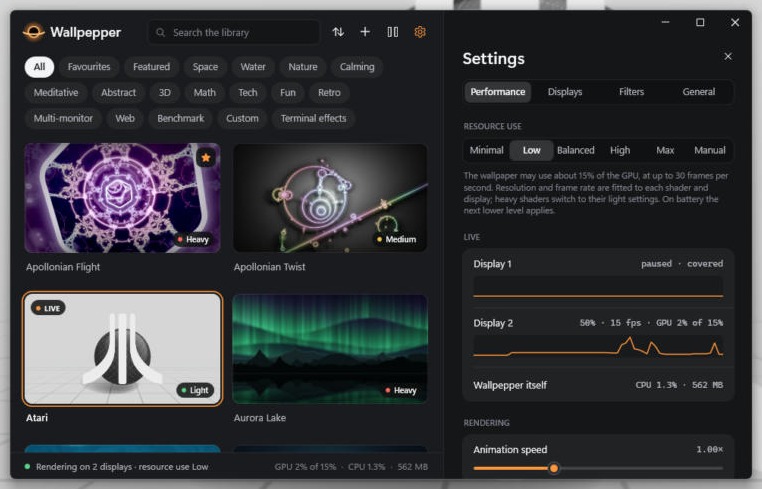 Wallpepper
Search the library
All
Favourites
Featured
Space
Water
Nature
Calming
Meditative
Abstract
3D
Math
Tech
Fun
Retro
Multi-monitor
Web
Benchmark
Custom
Terminal effects
Heavy
Apollonian Flight
Medium
Apollonian Twist
LIVE
Light
Atari
Heavy
Aurora Lake
Rendering on 2 displays · resource use Low
GPU 2% of 15% · CPU 1.3% · 562 MB
Settings
Performance
Displays
Filters
General
RESOURCE USE
Minimal
Low
Balanced
High
Max
Manual
The wallpaper may use about 15% of the GPU, at up to 30 frames per
second. Resolution and frame rate are fitted to each shader and
display; heavy shaders switch to their light settings. On battery the
next lower level applies.
LIVE
Display 1
paused · covered
Display 2
50% · 15 fps · GPU 2% of 15%
Wallpepper itself
CPU 1.3% · 562 MB
RENDERING
Animation speed
1.00×